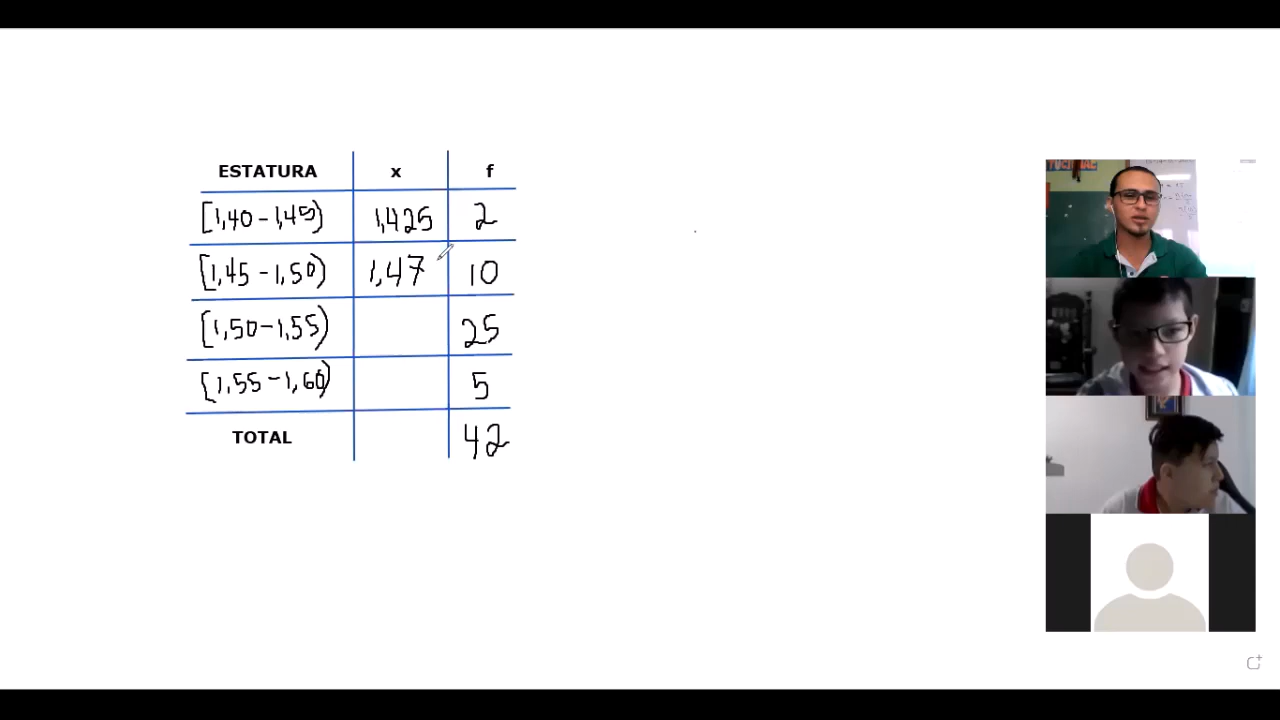 ESTATURA x f
[1,40 - 1,45) 1,425 2
[1,45 - 1,50) 1,47 10
[1,50 - 1,55) 25
[1,55 - 1,60) 5
TOTAL 42